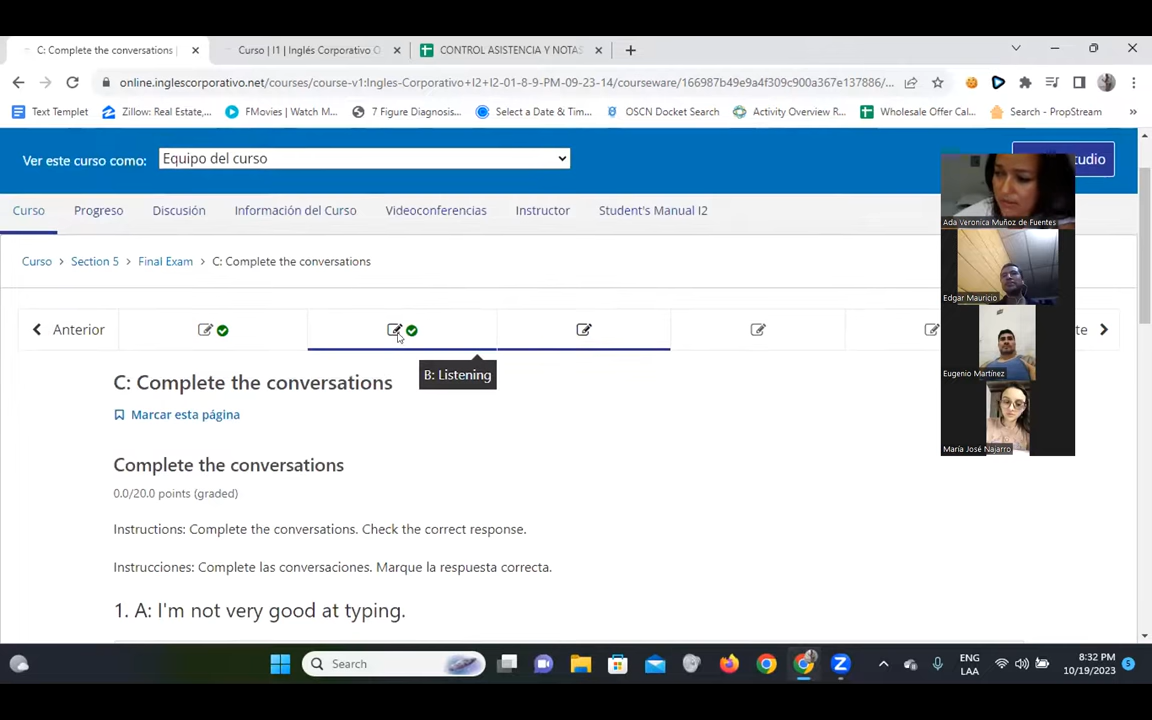 C: Complete the conversations |
Curso | I1 | Inglés Corporativo O
CONTROL ASISTENCIA Y NOTAS
online.inglescorporativo.net/courses/course-v1:Ingles-Corporativo+I2+I2-01-8-9-PM-09-23-14/courseware/166987b49e9a4f309c900a367e137886/...
Text Templet
Zillow: Real Estate,...
FMovies | Watch M...
7 Figure Diagnosis...
Select a Date & Tim...
OSCN Docket Search
Activity Overview R...
Wholesale Offer Cal...
Search - PropStream
»
Ver este curso como:
Equipo del curso
tudio
Curso
Progreso
Discusión
Información del Curso
Videoconferencias
Instructor
Student's Manual I2
Ada Veronica Muñoz de Fuentes
Curso > Section 5 > Final Exam > C: Complete the conversations
Edgar Mauricio
Anterior
te
B: Listening
Eugenio Martínez
C: Complete the conversations
Marcar esta página
María José Najarro
Complete the conversations
0.0/20.0 points (graded)
Instructions: Complete the conversations. Check the correct response.
Instrucciones: Complete las conversaciones. Marque la respuesta correcta.
1. A: I'm not very good at typing.
Search
ENG
LAA
8:32 PM
10/19/2023
5